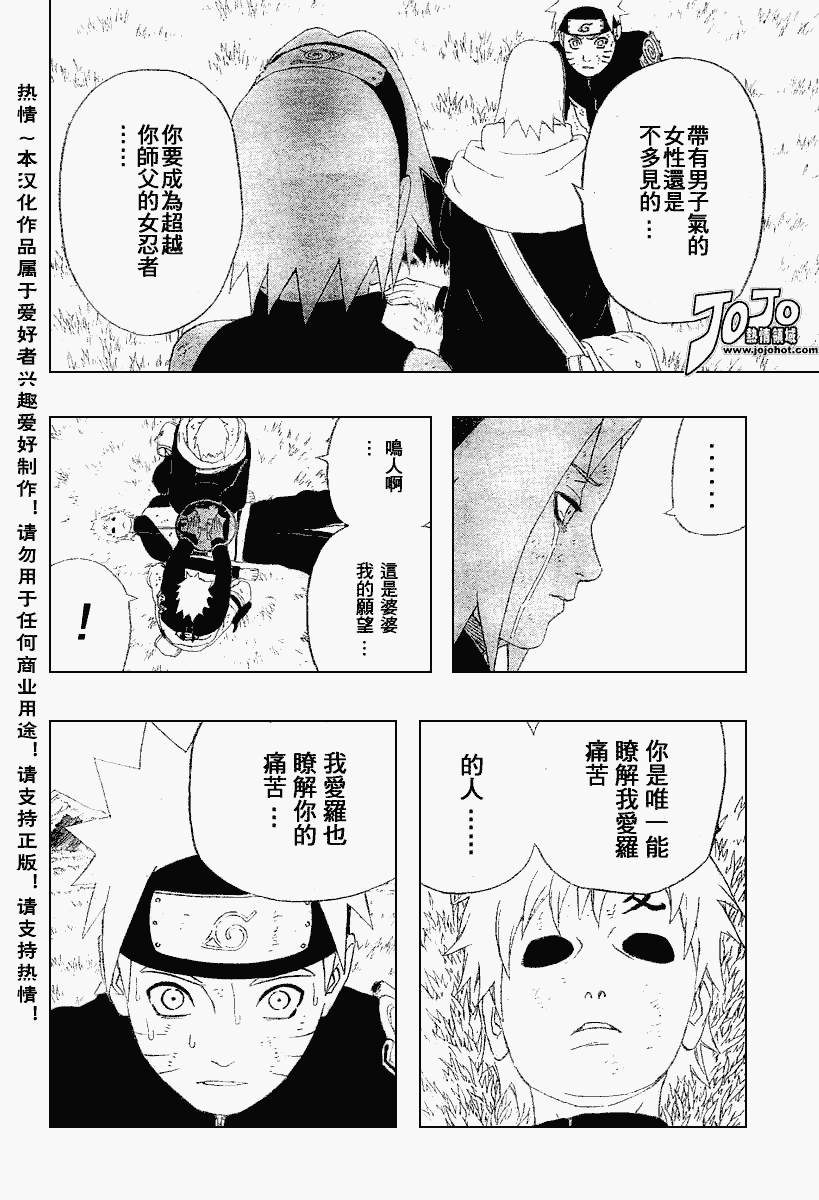 帶有男子氣的
女性還是
不多見的…
你要成為超越
你師父的女忍者
……
JOJO
熱情領域
www.jojohot.com
……
鳴人啊
…
這是婆婆
我的願望…
！
你是唯一能
瞭解我愛羅
痛苦
的人……
我愛羅也
瞭解你的
痛苦…
热情～本汉化作品属于爱好者兴趣爱好制作！请勿用于任何商业用途！请支持正版！请支持热情！